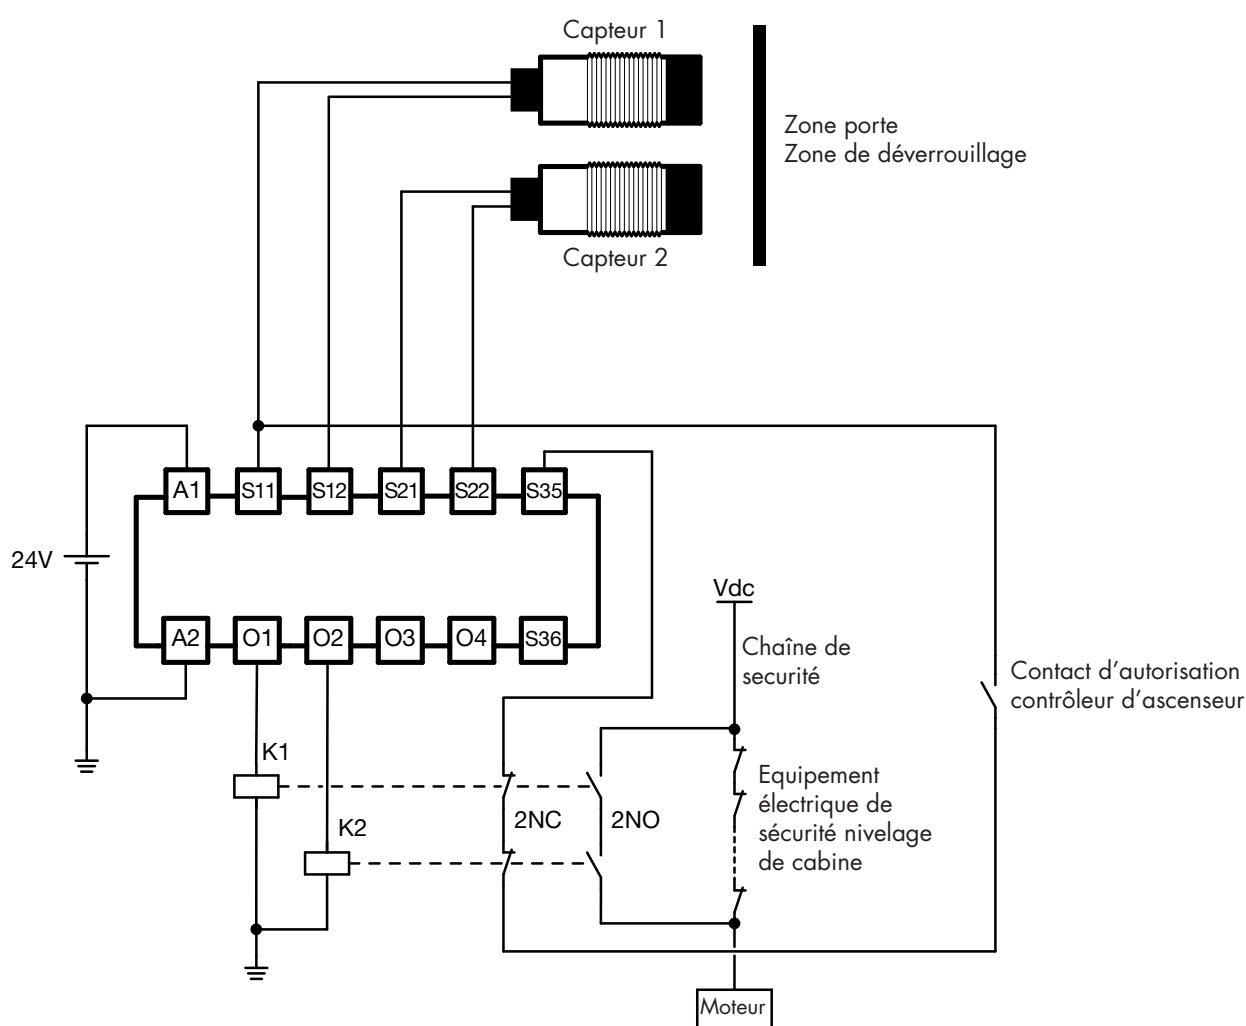 Capteur 1
Zone porte
Zone de déverrouillage
Capteur 2
A1
S11
S12
S21
S22
S35
24V
A2
O1
O2
O3
O4
S36
Vdc
Chaîne de
securité
Contact d'autorisation
contrôleur d'ascenseur
K1
K2
2NC
2NO
Equipement
électrique de
sécurité nivelage
de cabine
Moteur